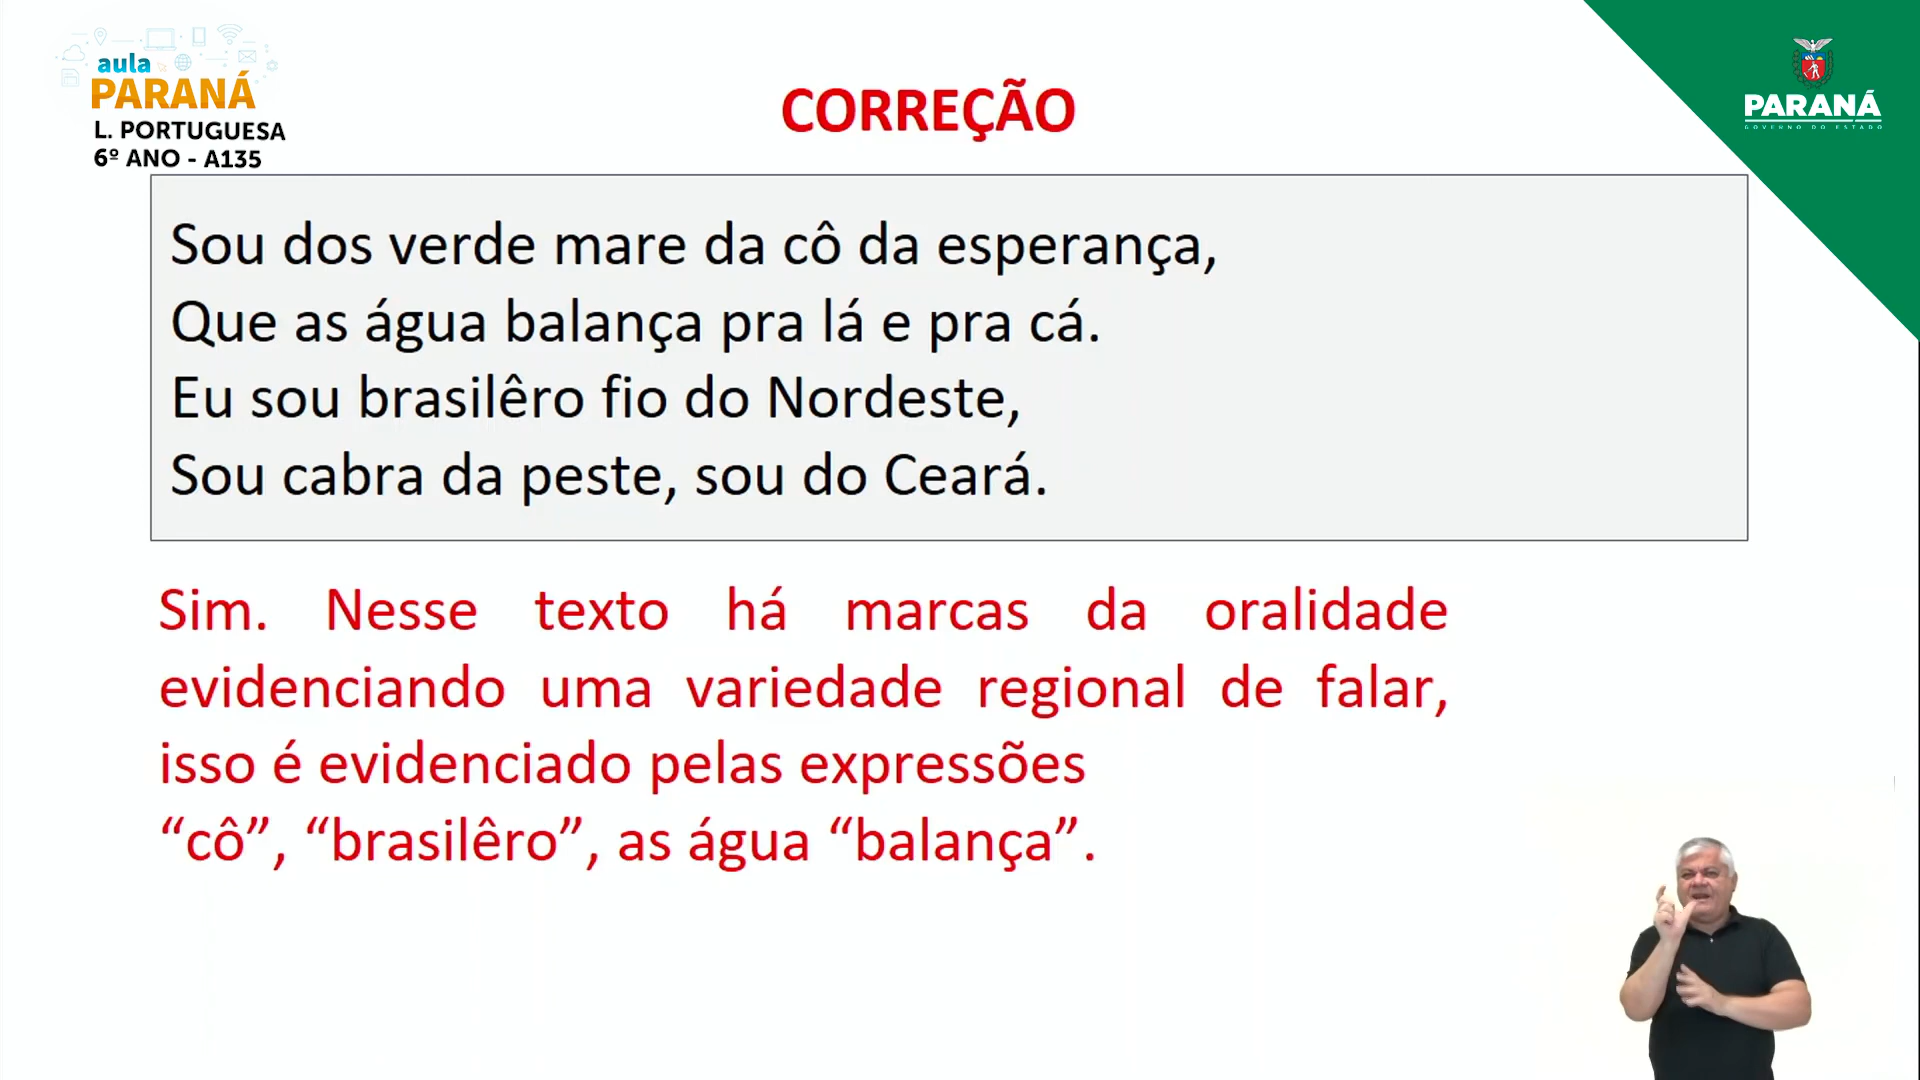 aula
PARANÁ
L. PORTUGUESA
6º ANO - A135
CORREÇÃO
PARANÁ
GOVERNO DO ESTADO
Sou dos verde mare da cô da esperança,
Que as água balança pra lá e pra cá.
Eu sou brasilêro fio do Nordeste,
Sou cabra da peste, sou do Ceará.
Sim. Nesse texto há marcas da oralidade
evidenciando uma variedade regional de falar,
isso é evidenciado pelas expressões
“cô”, “brasilêro”, as água “balança”.